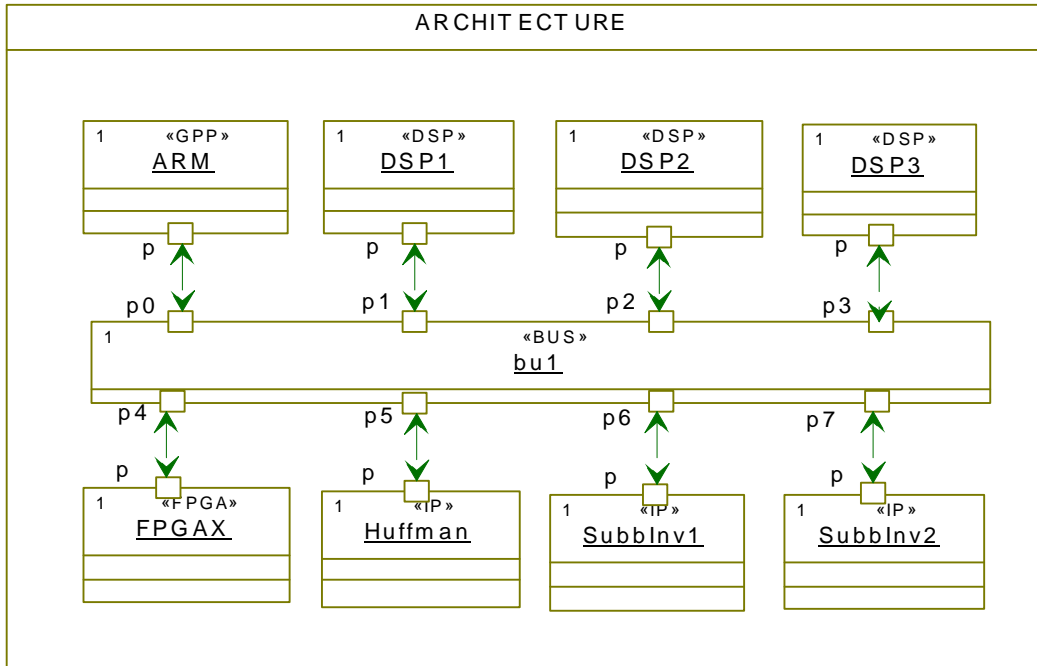 ARCHITECTURE
1 «GPP»
ARM
1 «DSP»
DSP1
1 «DSP»
DSP2
1 «DSP»
DSP3
p p p p
p0 p1 p2 p3
1 «BUS»
bu1
p4 p5 p6 p7
p p p p
1 «FPGA»
FPGAX
1 «IP»
Huffman
1 «IP»
SubbInv1
1 «IP»
SubbInv2